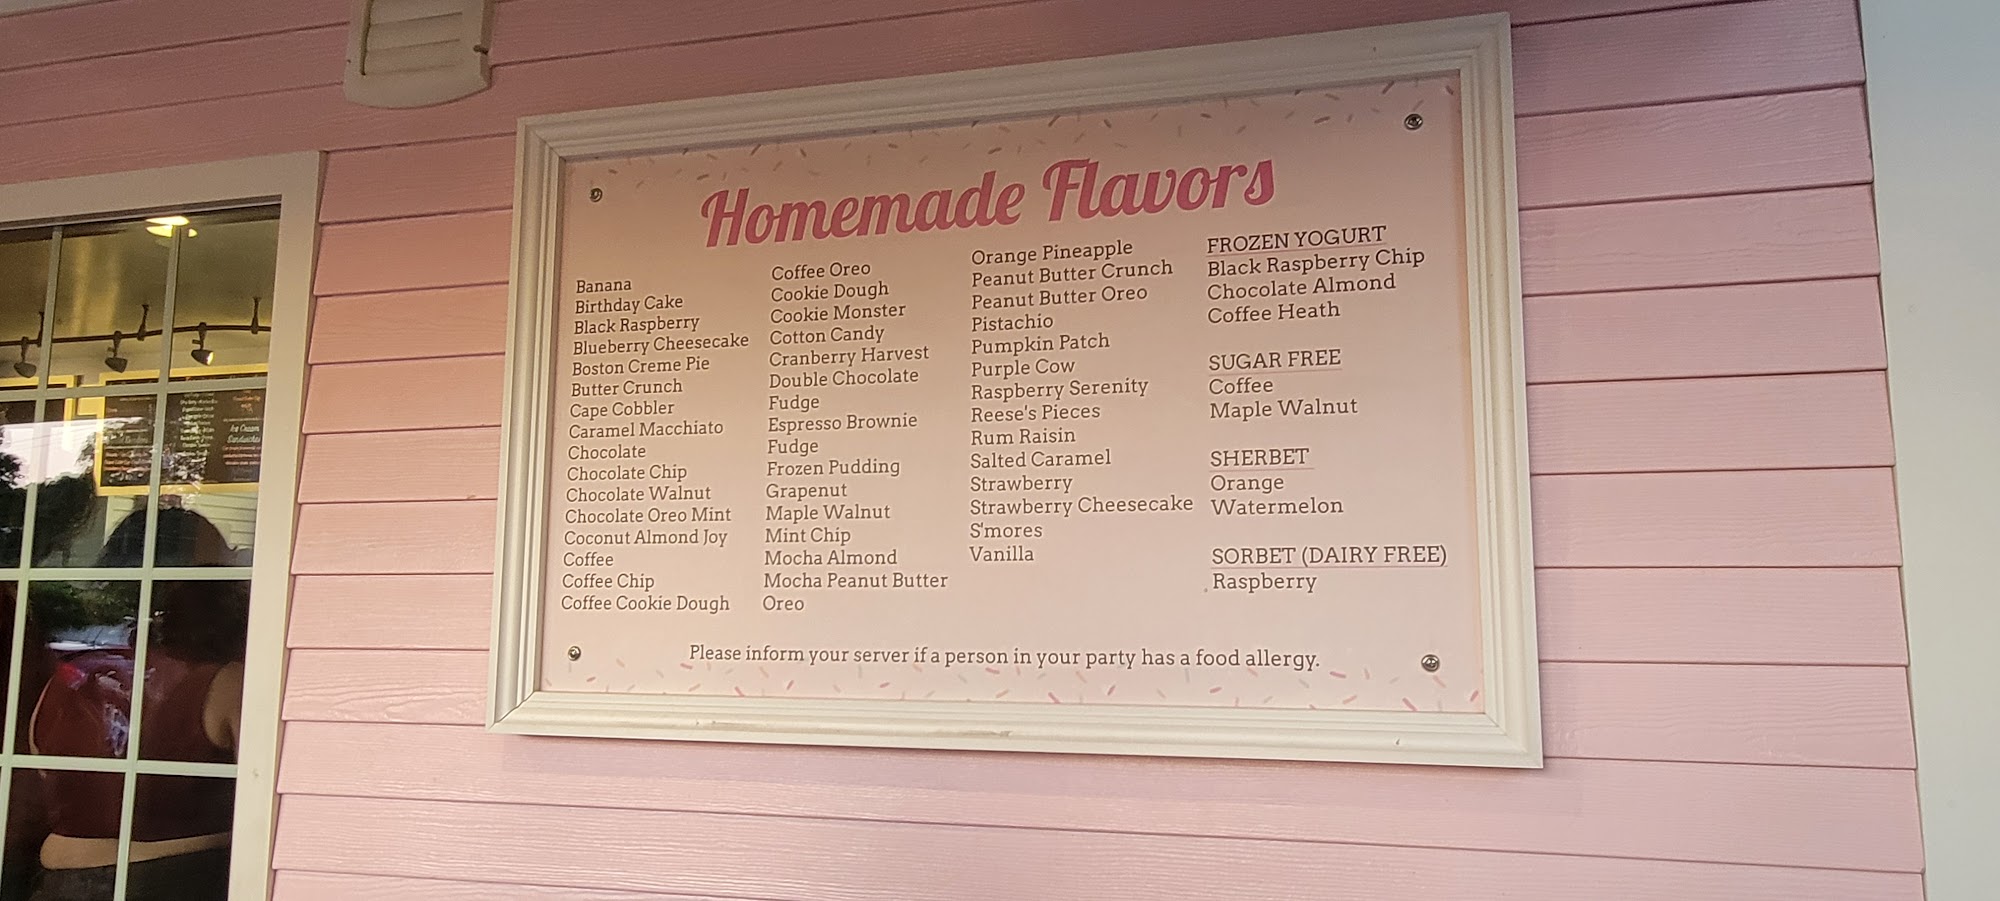 Homemade Flavors
Banana
Birthday Cake
Black Raspberry
Blueberry Cheesecake
Boston Creme Pie
Butter Crunch
Cape Cobbler
Caramel Macchiato
Chocolate
Chocolate Chip
Chocolate Walnut
Chocolate Oreo Mint
Coconut Almond Joy
Coffee
Coffee Chip
Coffee Cookie Dough
Coffee Oreo
Cookie Dough
Cookie Monster
Cotton Candy
Cranberry Harvest
Double Chocolate
Fudge
Espresso Brownie
Fudge
Frozen Pudding
Grapenut
Maple Walnut
Mint Chip
Mocha Almond
Mocha Peanut Butter
Oreo
Orange Pineapple
Peanut Butter Crunch
Peanut Butter Oreo
Pistachio
Pumpkin Patch
Purple Cow
Raspberry Serenity
Reese's Pieces
Rum Raisin
Salted Caramel
Strawberry
Strawberry Cheesecake
S'mores
Vanilla
FROZEN YOGURT
Black Raspberry Chip
Chocolate Almond
Coffee Heath
SUGAR FREE
Coffee
Maple Walnut
SHERBET
Orange
Watermelon
SORBET (DAIRY FREE)
Raspberry
Please inform your server if a person in your party has a food allergy.
Ice Cream
Sandwiches